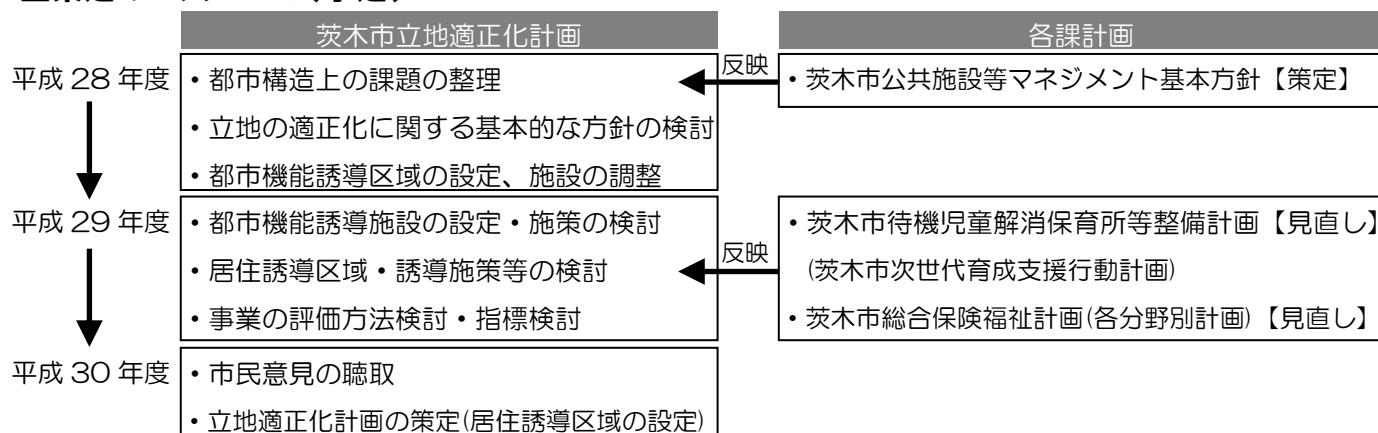 茨木市立地適正化計画
各課計画
平成 28 年度
・都市構造上の課題の整理
・立地の適正化に関する基本的な方針の検討
・都市機能誘導区域の設定、施設の調整
反映
・茨木市公共施設等マネジメント基本方針【策定】
平成 29 年度
・都市機能誘導施設の設定・施策の検討
・居住誘導区域・誘導施策等の検討
・事業の評価方法検討・指標検討
反映
・茨木市待機児童解消保育所等整備計画【見直し】
(茨木市次世代育成支援行動計画)
・茨木市総合保険福祉計画(各分野別計画)【見直し】
平成 30 年度
・市民意見の聴取
・立地適正化計画の策定(居住誘導区域の設定)